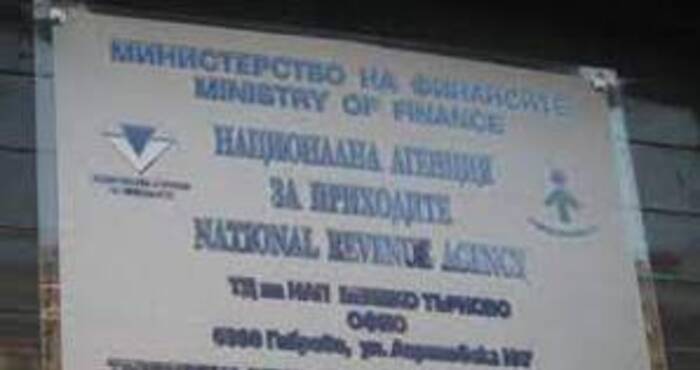 МИНИСТЕРСТВО НА ФИНАНСИТЕ
MINISTRY OF FINANCE
НАЦИОНАЛНА АГЕНЦИЯ
ЗА ПРИХОДИТЕ
NATIONAL REVENUE AGENCY
ТД на НАП ВЕЛИКО ТЪРНОВО
ОФИС
Габрово, ул.